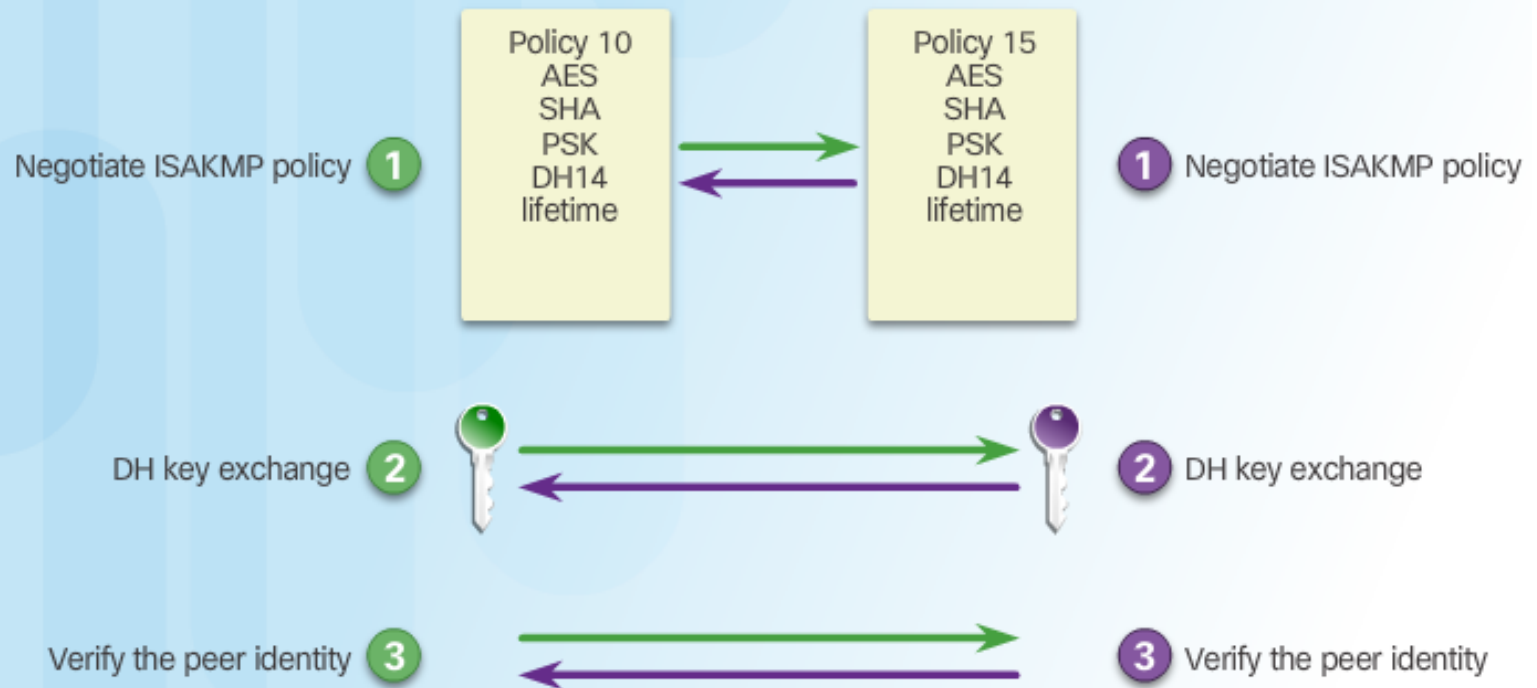 Policy 10
AES
SHA
PSK
DH14
lifetime
Policy 15
AES
SHA
PSK
DH14
lifetime
Negotiate ISAKMP policy 1
1 Negotiate ISAKMP policy
DH key exchange 2
2 DH key exchange
Verify the peer identity 3
3 Verify the peer identity